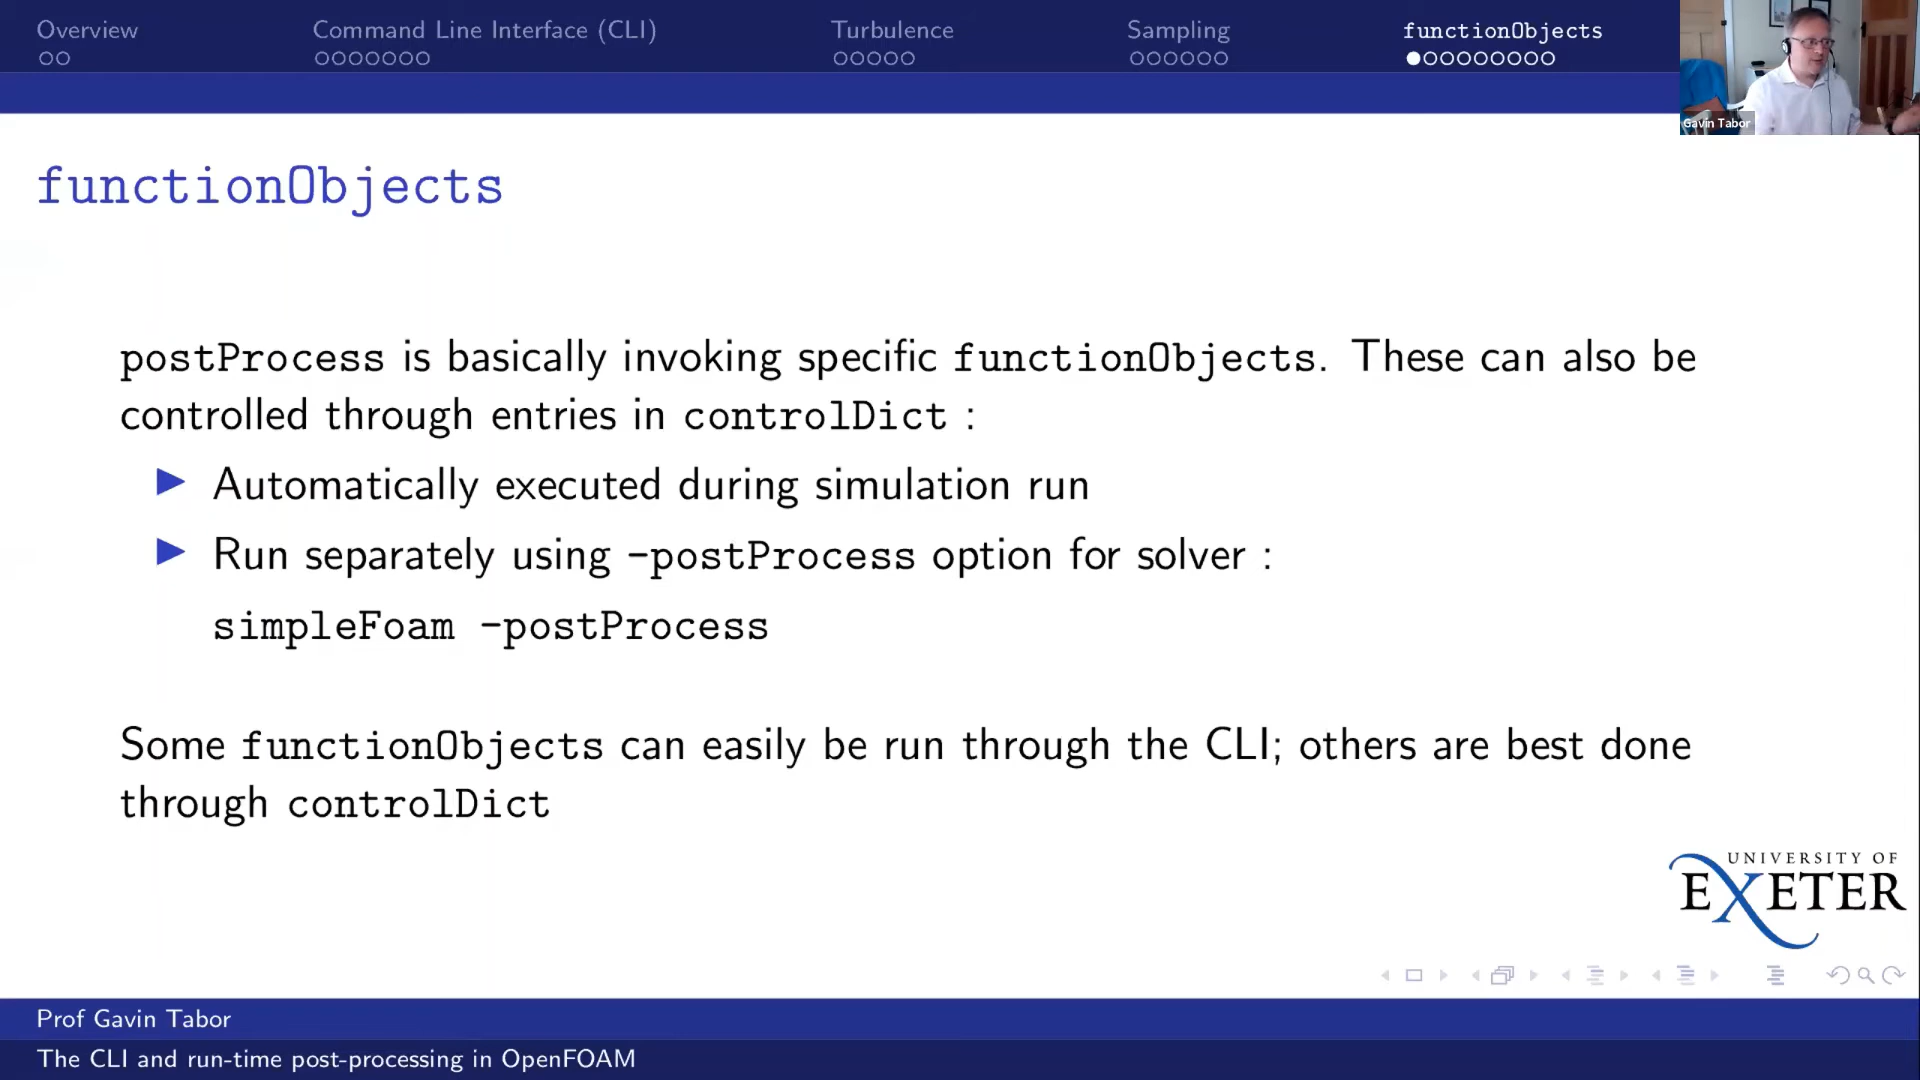 Overview
Command Line Interface (CLI)
Turbulence
Sampling
functionObjects
Gavin Tabor
functionObjects
postProcess is basically invoking specific functionObjects. These can also be
controlled through entries in controlDict :
Automatically executed during simulation run
Run separately using -postProcess option for solver :
simpleFoam -postProcess
Some functionObjects can easily be run through the CLI; others are best done
through controlDict
UNIVERSITY OF
EXETER
Prof Gavin Tabor
The CLI and run-time post-processing in OpenFOAM